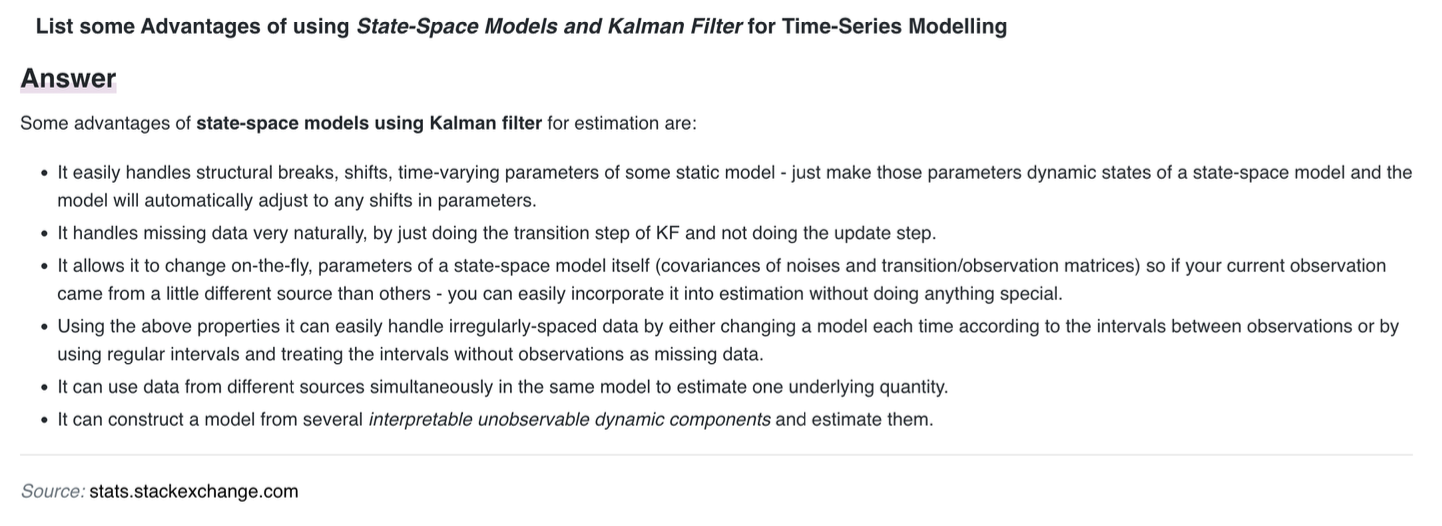 List some Advantages of using State-Space Models and Kalman Filter for Time-Series Modelling
Answer
Some advantages of state-space models using Kalman filter for estimation are:
• It easily handles structural breaks, shifts, time-varying parameters of some static model - just make those parameters dynamic states of a state-space model and the
model will automatically adjust to any shifts in parameters.
• It handles missing data very naturally, by just doing the transition step of KF and not doing the update step.
• It allows it to change on-the-fly, parameters of a state-space model itself (covariances of noises and transition/observation matrices) so if your current observation
came from a little different source than others - you can easily incorporate it into estimation without doing anything special.
• Using the above properties it can easily handle irregularly-spaced data by either changing a model each time according to the intervals between observations or by
using regular intervals and treating the intervals without observations as missing data.
• It can use data from different sources simultaneously in the same model to estimate one underlying quantity.
• It can construct a model from several interpretable unobservable dynamic components and estimate them.
Source: stats.stackexchange.com